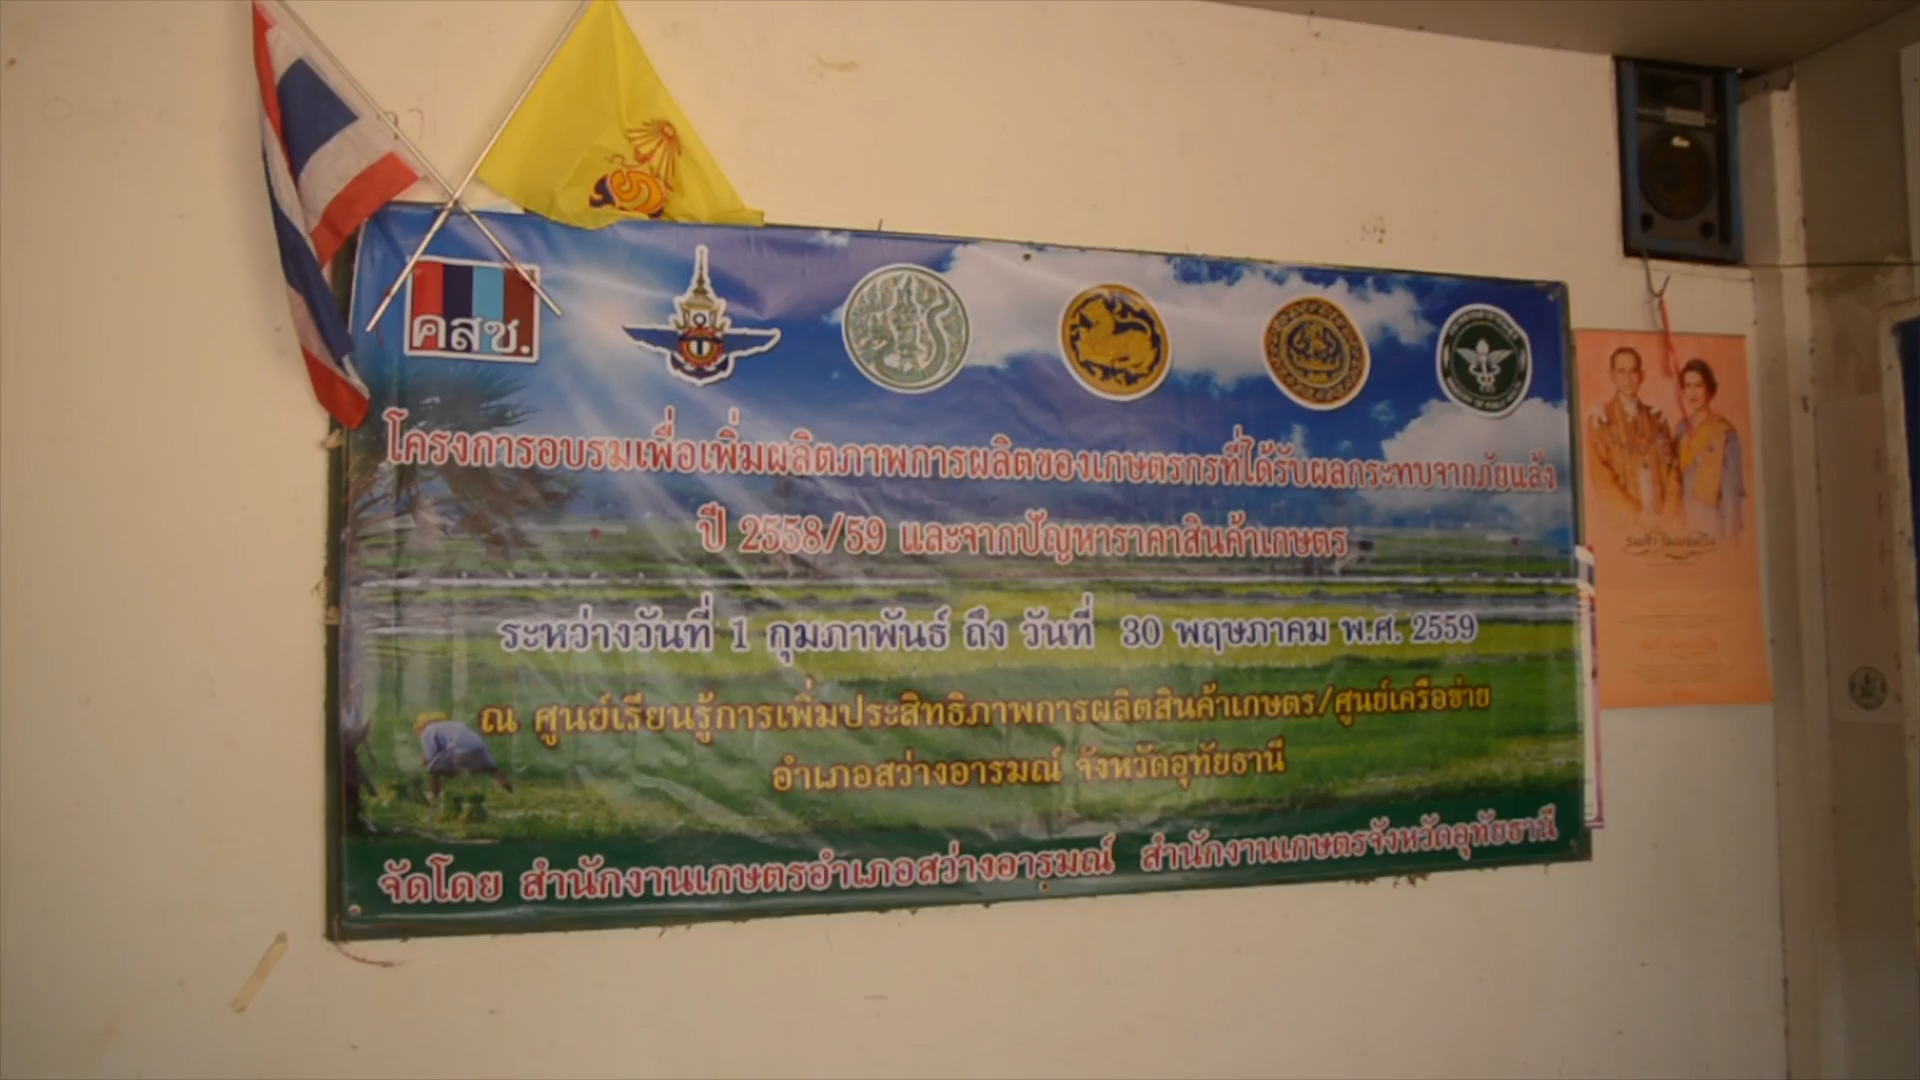 คสช.
โครงการอบรมเพื่อเพิ่มผลิตภาพการผลิตของเกษตรกรที่ได้รับผลกระทบจากภัยแล้ง
ปี 2558/59 และจากปัญหาราคาสินค้าเกษตร
ระหว่างวันที่ 1 กุมภาพันธ์ ถึง วันที่ 30 พฤษภาคม พ.ศ. 2559
ณ ศูนย์เรียนรู้การเพิ่มประสิทธิภาพการผลิตสินค้าเกษตร/ศูนย์เครือข่าย
อำเภอสว่างอารมณ์ จังหวัดอุทัยธานี
จัดโดย สำนักงานเกษตรอำเภอสว่างอารมณ์ สำนักงานเกษตรจังหวัดอุทัยธานี